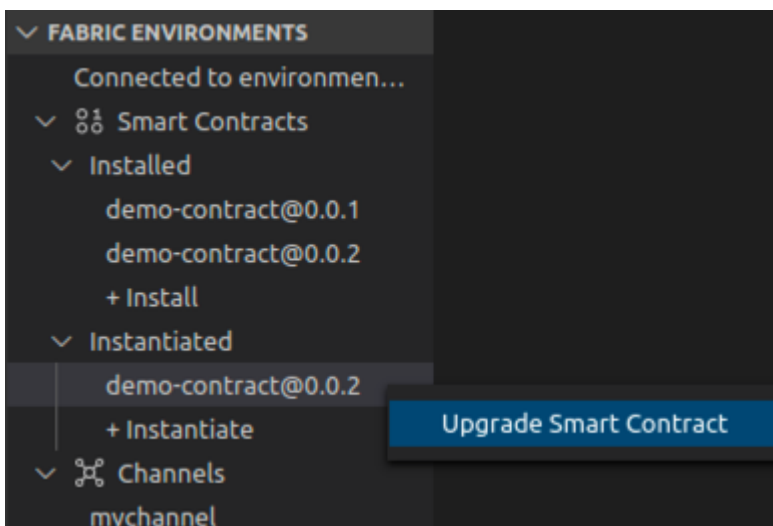 FABRIC ENVIRONMENTS
Connected to environmen...
Smart Contracts
Installed
demo-contract@0.0.1
demo-contract@0.0.2
+ Install
Instantiated
demo-contract@0.0.2
Upgrade Smart Contract
+ Instantiate
Channels
mychannel